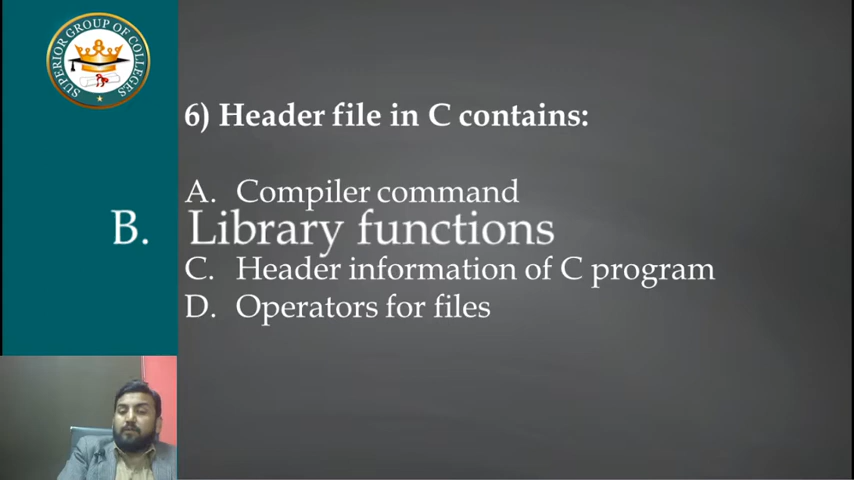 SUPERIOR GROUP OF COLLEGES
6) Header file in C contains:
A. Compiler command
B. Library functions
C. Header information of C program
D. Operators for files